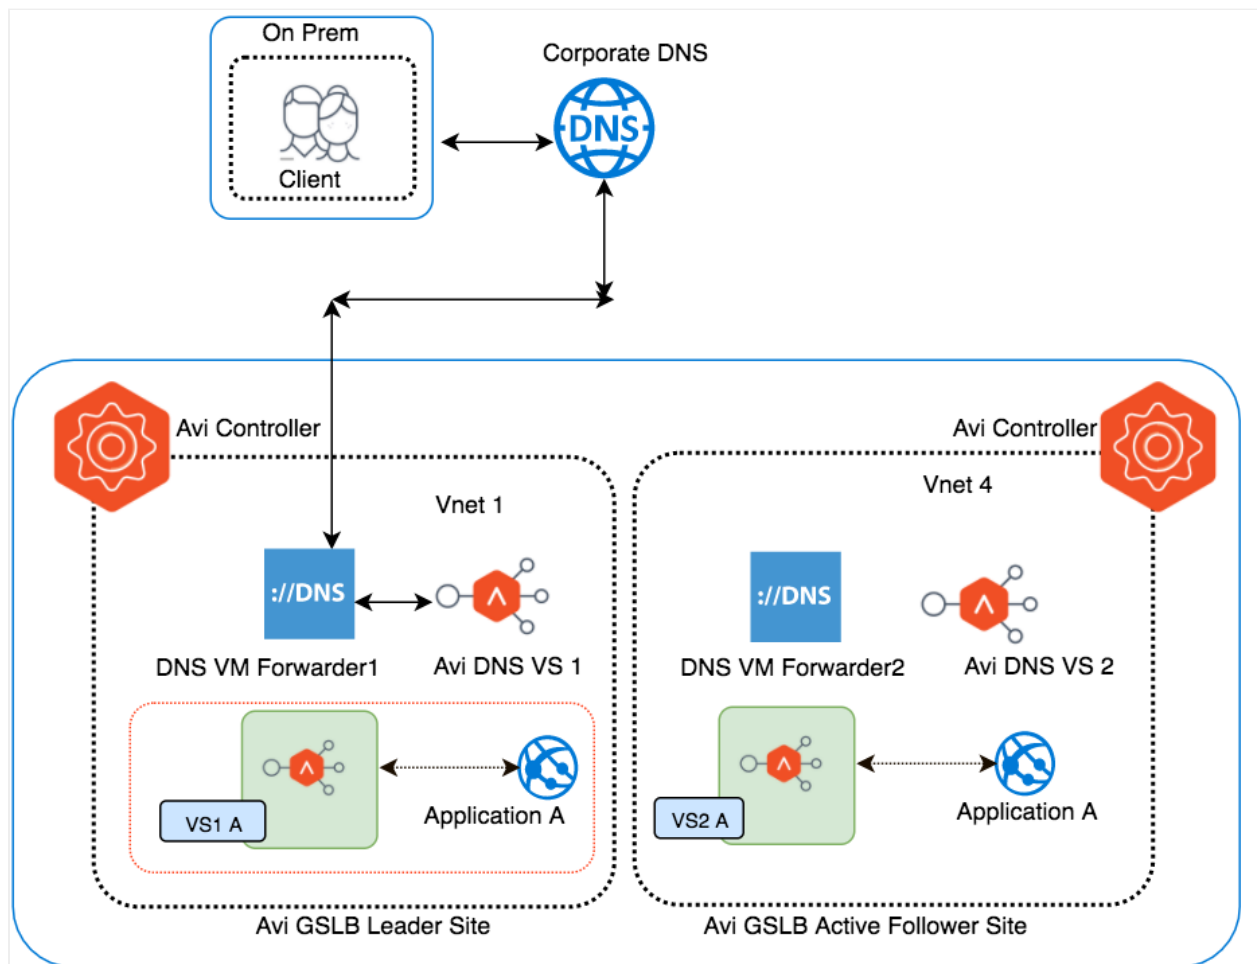 On Prem
Corporate DNS
DNS
Client
Avi Controller
Avi Controller
Vnet 1
Vnet 4
://DNS
://DNS
DNS VM Forwarder1
Avi DNS VS 1
DNS VM Forwarder2
Avi DNS VS 2
VS1 A
Application A
VS2 A
Application A
Avi GSLB Leader Site
Avi GSLB Active Follower Site